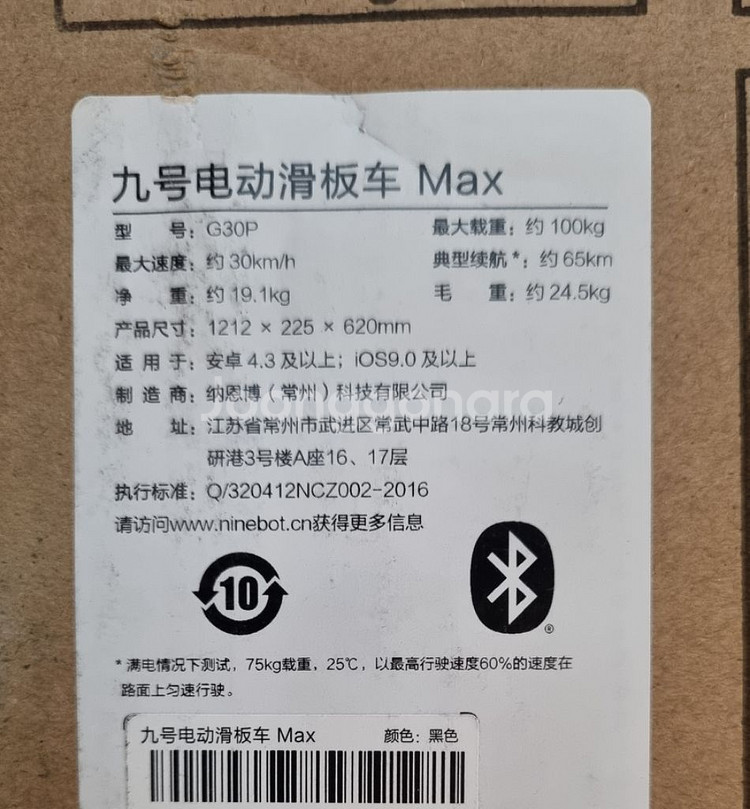 九号电动滑板车 Max
型 号：G30P 最大载重：约 100kg
最大速度：约 30km/h 典型续航*：约 65km
净 重：约 19.1kg 毛 重：约 24.5kg
产品尺寸：1212 × 225 × 620mm
适 用 于：安卓 4.3 及以上；iOS9.0 及以上
制 造 商：纳恩博（常州）科技有限公司
Joonggonara
地 址：江苏省常州市武进区常武中路18号常州科教城创
研港3号楼A座16、17层
执行标准：Q/320412NCZ002-2016
请访问www.ninebot.cn获得更多信息
10
®
* 满电情况下测试，75kg载重，25℃，以最高行驶速度60%的速度在
路面上匀速行驶。
九号电动滑板车 Max 颜色：黑色